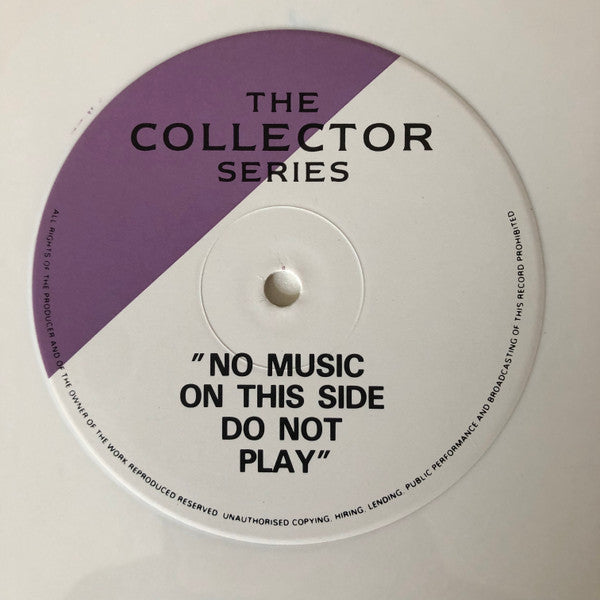 THE
COLLECTOR
SERIES
"NO MUSIC
ON THIS SIDE
DO NOT
PLAY"
ALL RIGHTS OF THE PRODUCER AND OF THE OWNER OF THE WORK REPRODUCED RESERVED. UNAUTHORISED COPYING, HIRING, LENDING, PUBLIC PERFORMANCE AND BROADCASTING OF THIS RECORD PROHIBITED